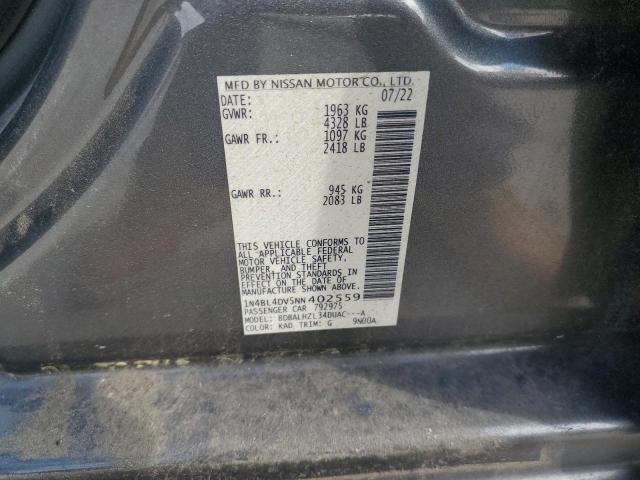 MFD BY NISSAN MOTOR CO., LTD.
DATE: 07/22
GVWR: 1963 KG
4328 LB
GAWR FR.: 1097 KG
2418 LB
GAWR RR.: 945 KG
2083 LB
THIS VEHICLE CONFORMS TO
ALL APPLICABLE FEDERAL
MOTOR VEHICLE SAFETY,
BUMPER, AND THEFT
PREVENTION STANDARDS IN
EFFECT ON THE DATE OF
MANUFACTURE SHOWN ABOVE.
1N4BL4DV5NN402559
PASSENGER CAR 792975
MODEL: BDBALHZL34DUAC---A
COLOR: KAD TRIM: G 9N00A